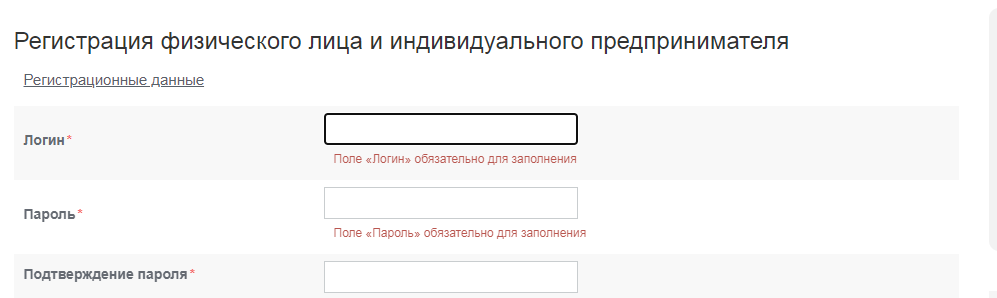 Регистрация физического лица и индивидуального предпринимателя
Регистрационные данные
Логин*
Поле «Логин» обязательно для заполнения
Пароль*
Поле «Пароль» обязательно для заполнения
Подтверждение пароля*